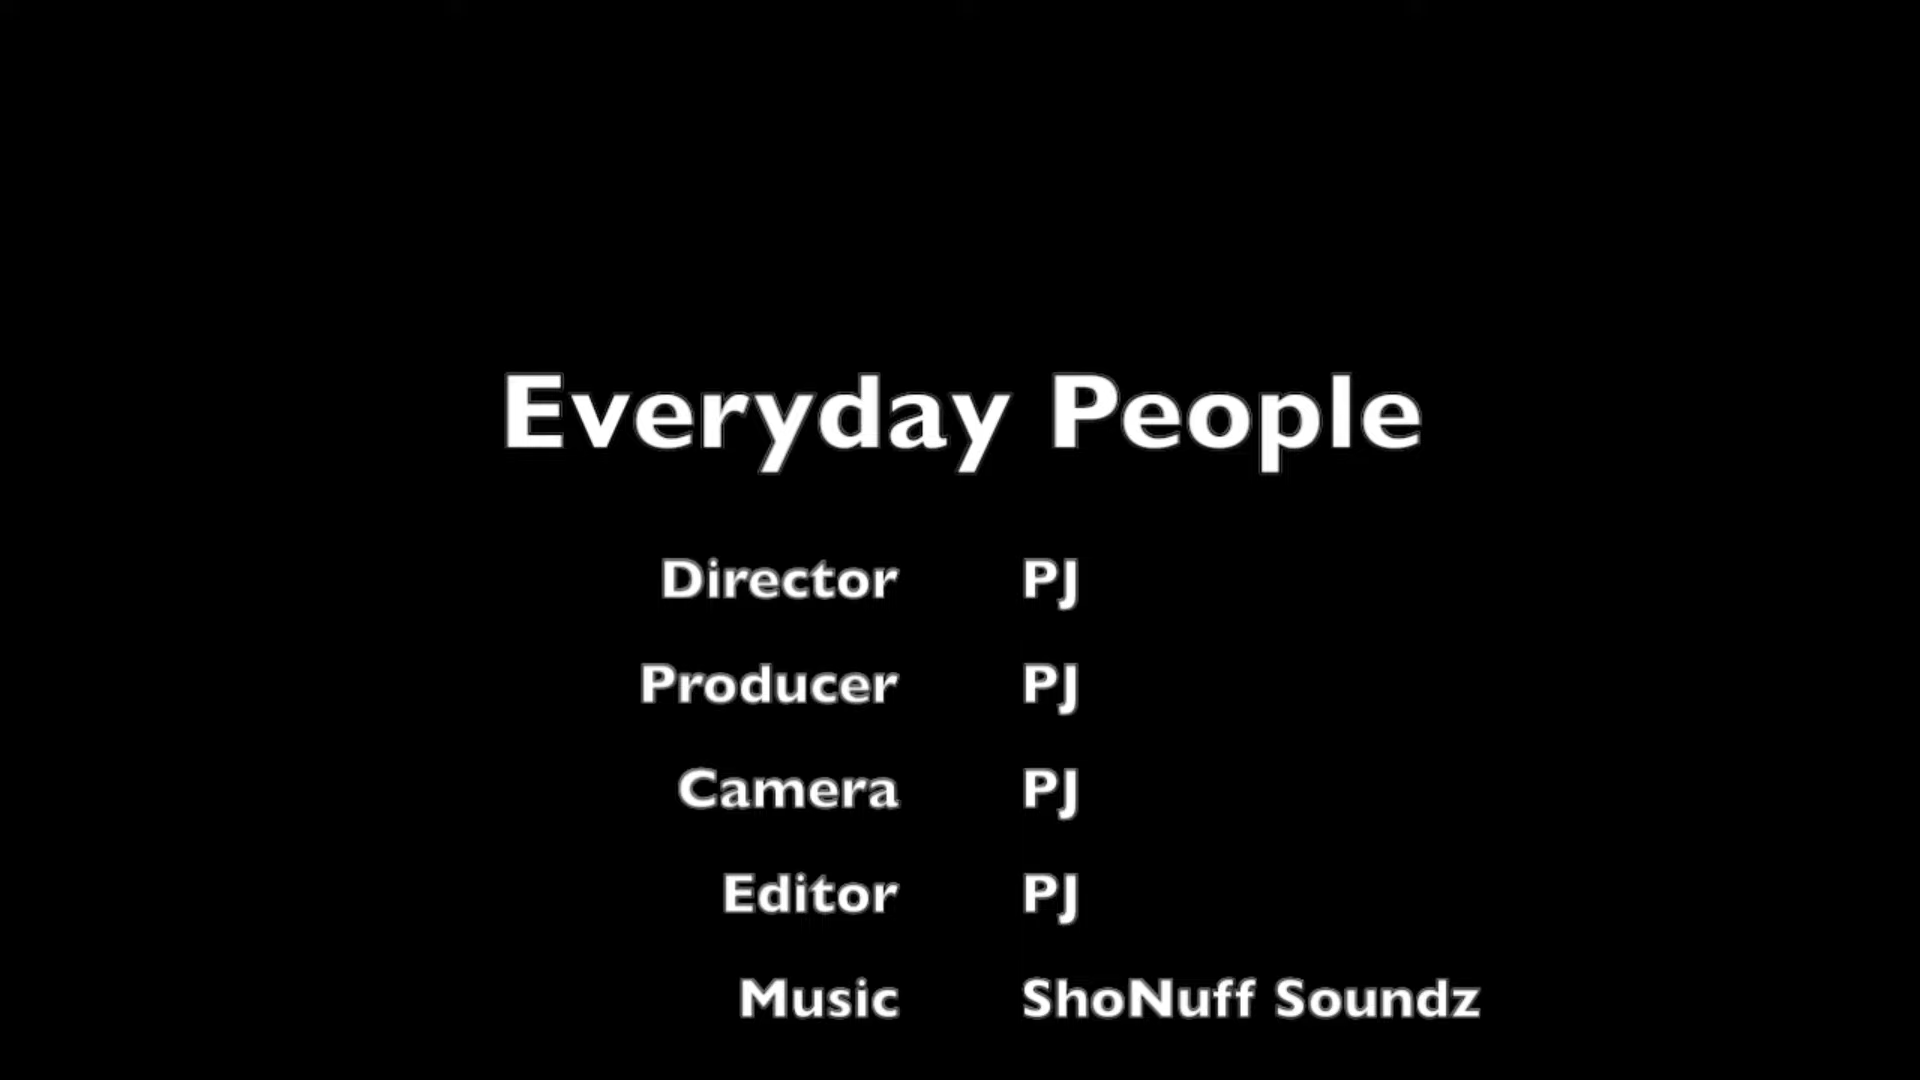 Everyday People
Director PJ
Producer PJ
Camera PJ
Editor PJ
Music ShoNuff Soundz